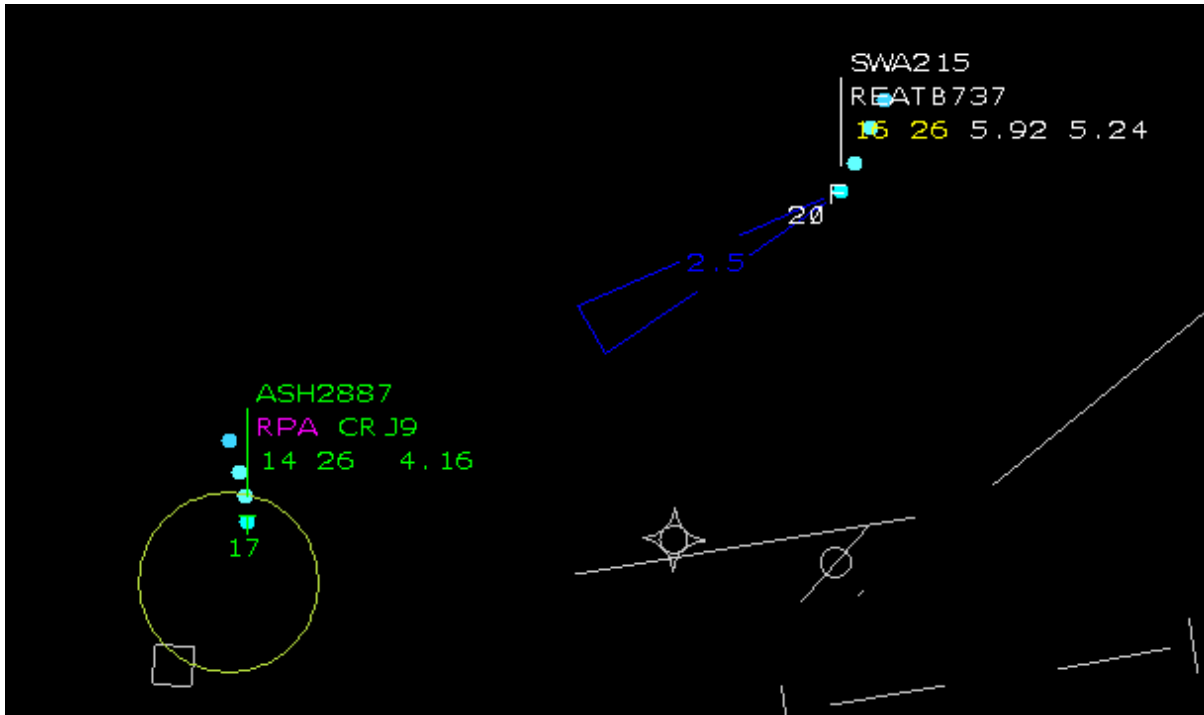 SWA215
REATB737
16 26 5.92 5.24
F
20
2.5
ASH2887
RPA CRJ9
14 26 4.16
T
17